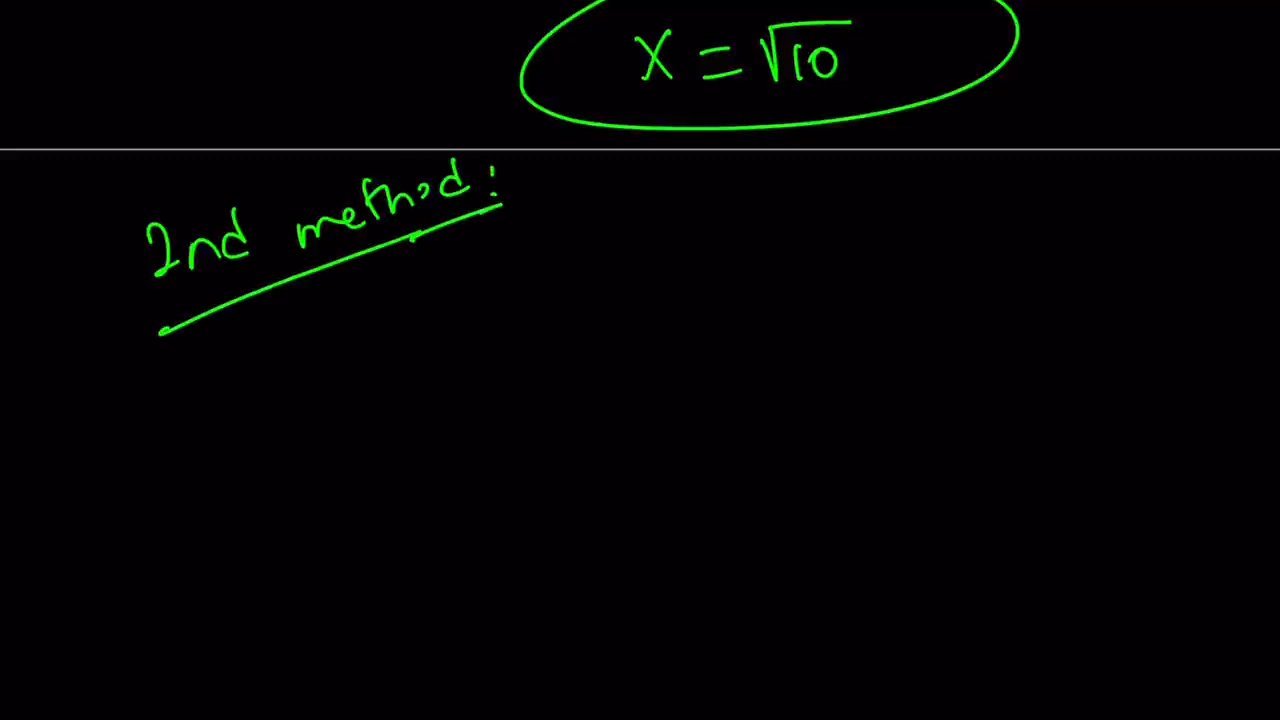 X = √10
2nd method: